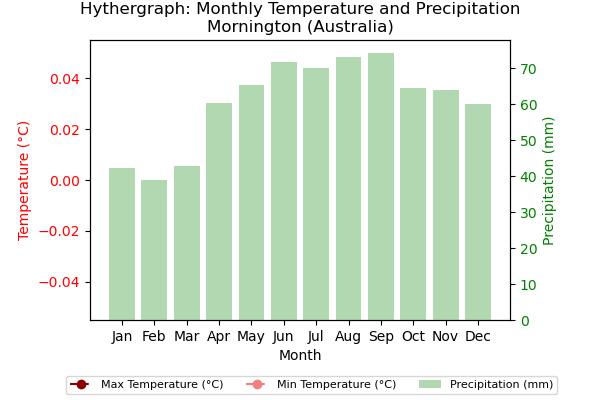 Hythergraph: Monthly Temperature and Precipitation
Mornington (Australia)
Temperature (°C)
0.04
0.02
0.00
−0.02
−0.04
70
60
50
40
30
20
10
0
Precipitation (mm)
Jan Feb Mar Apr May Jun Jul Aug Sep Oct Nov Dec
Month
Max Temperature (°C) Min Temperature (°C) Precipitation (mm)